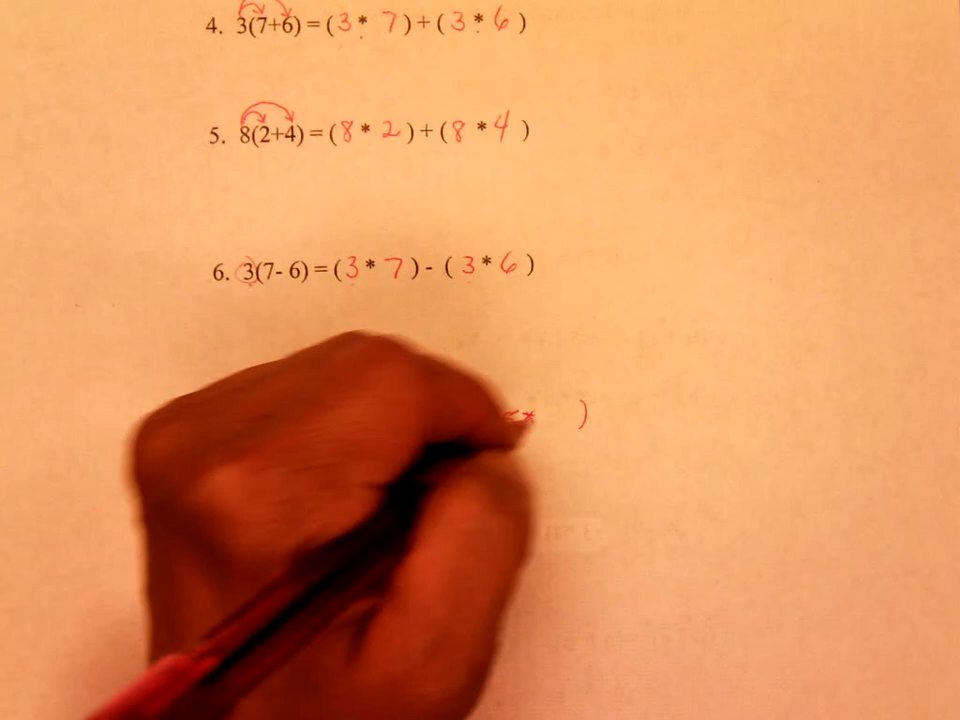 4. 3(7+6) = (3 * 7) + (3 * 6)
5. 8(2+4) = (8 * 2) + (8 * 4)
6. 3(7- 6) = (3 * 7) - (3 * 6)
* )